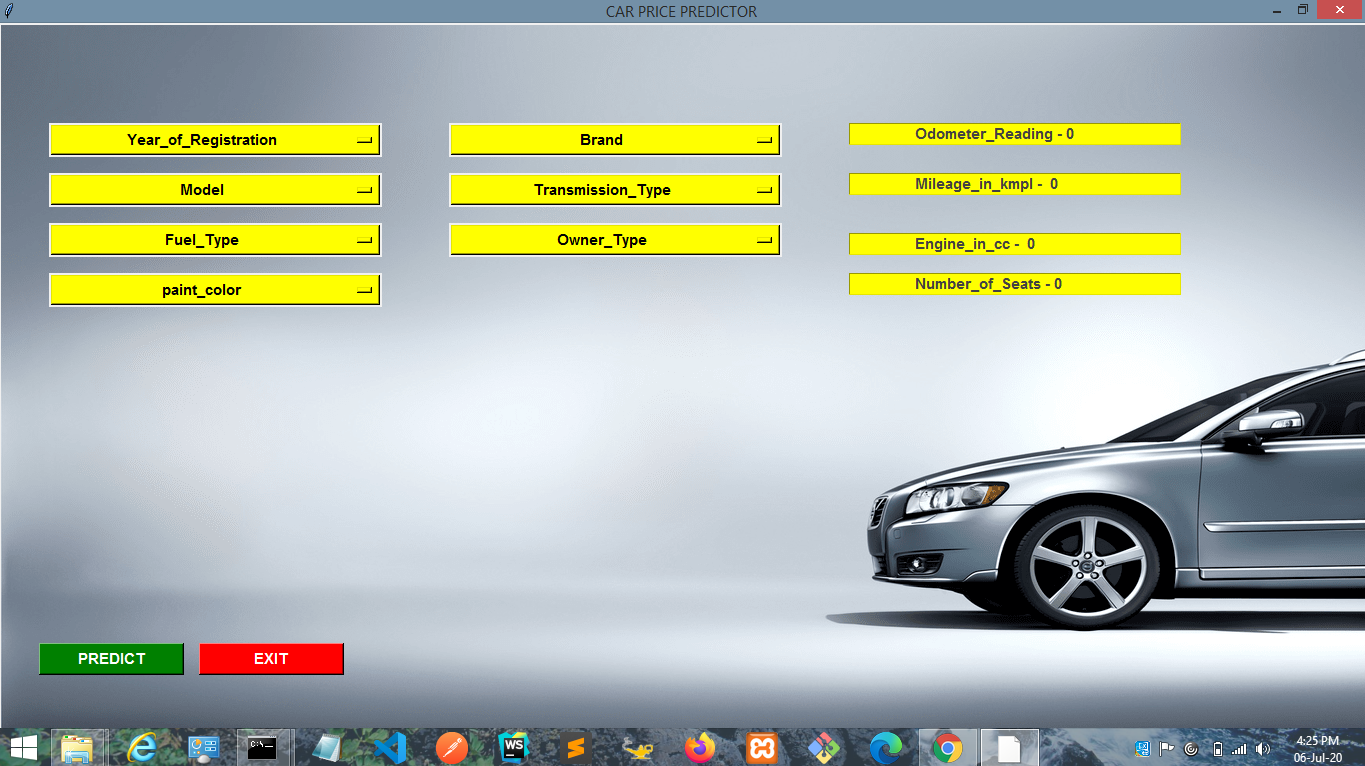 CAR PRICE PREDICTOR
Year_of_Registration
Brand
Odometer_Reading - 0
Model
Transmission_Type
Mileage_in_kmpl - 0
Fuel_Type
Owner_Type
Engine_in_cc - 0
paint_color
Number_of_Seats - 0
PREDICT
EXIT
C:\_
WS
4:25 PM
06-Jul-20